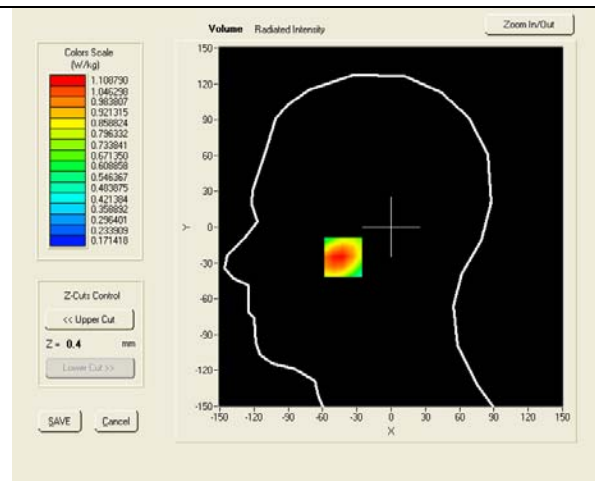 Volume Radiated Intensity
Zoom In/Out
Colors Scale
(W/kg)
1.108790
1.046298
0.983807
0.921315
0.858824
0.796332
0.733841
0.671350
0.608858
0.546367
0.483875
0.421384
0.358892
0.296401
0.233909
0.171418
Z-Cuts Control
<< Upper Cut
Z = 0.4 mm
Lower Cut >>
SAVE Cancel
150
120
90
60
30
Y 0
-30
-60
-90
-120
-150
-150 -120 -90 -60 -30 0 30 60 90 120 150
X